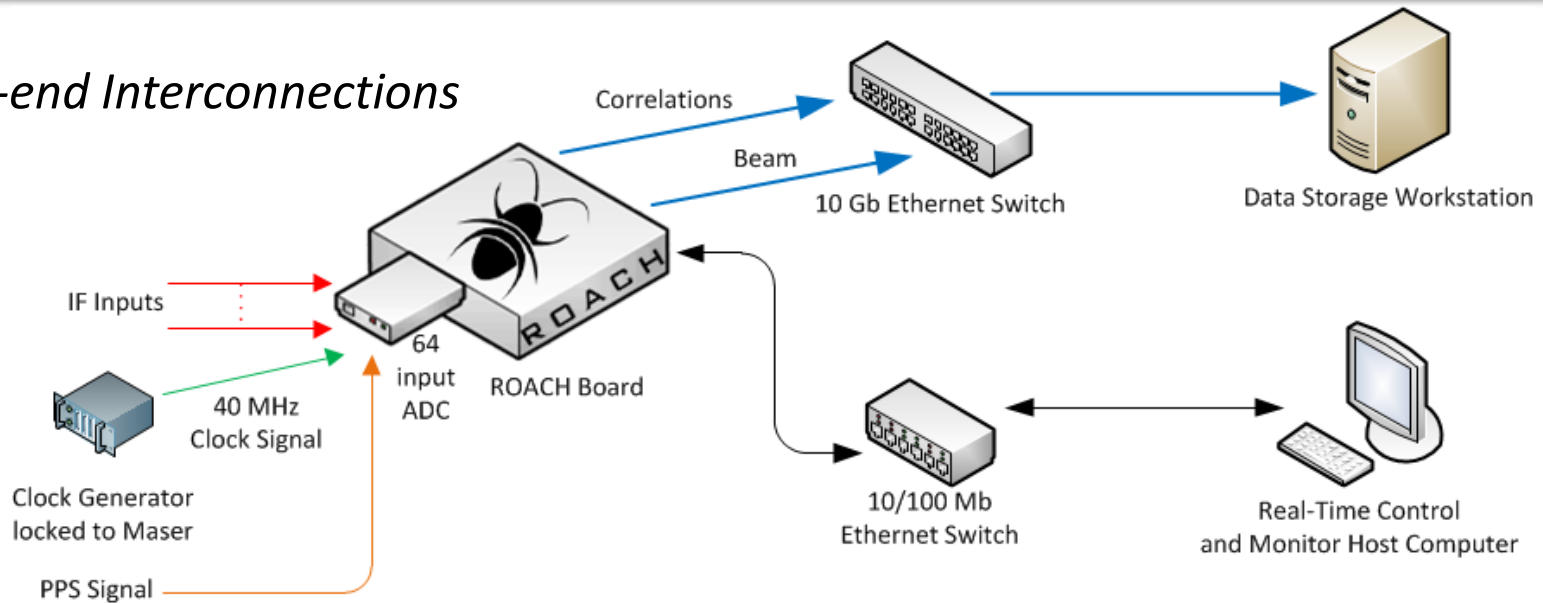 -end Interconnections
Correlations
Beam
10 Gb Ethernet Switch
Data Storage Workstation
IF Inputs
ROACH
64
input
ADC
ROACH Board
40 MHz
Clock Signal
Clock Generator
locked to Maser
10/100 Mb
Ethernet Switch
Real-Time Control
and Monitor Host Computer
PPS Signal